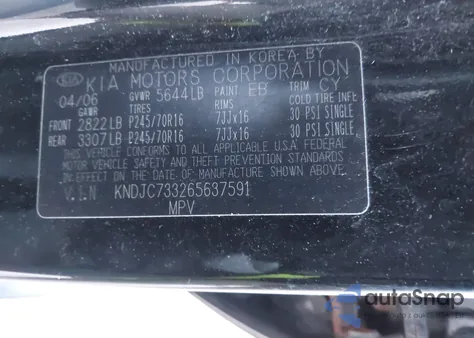 MANUFACTURED IN KOREA BY
KIA KIA MOTORS CORPORATION
04/06 GVWR 5644LB PAINT EB TRIM CY
GAWR TIRES RIMS COLD TIRE INFL
FRONT 2822LB P245/70R16 7JJx16 30 PSI SINGLE
REAR 3307LB P245/70R16 7JJx16 30 PSI SINGLE
THIS VEHICLE CONFORMS TO ALL APPLICABLE U.S.A FEDERAL
MOTOR VEHICLE SAFETY AND THEFT PREVENTION STANDARDS
IN EFFECT ON THE DATE OF MANUFACTURE SHOWN ABOVE.
V.I.N KNDJC733265637591
MPV
autoSnap